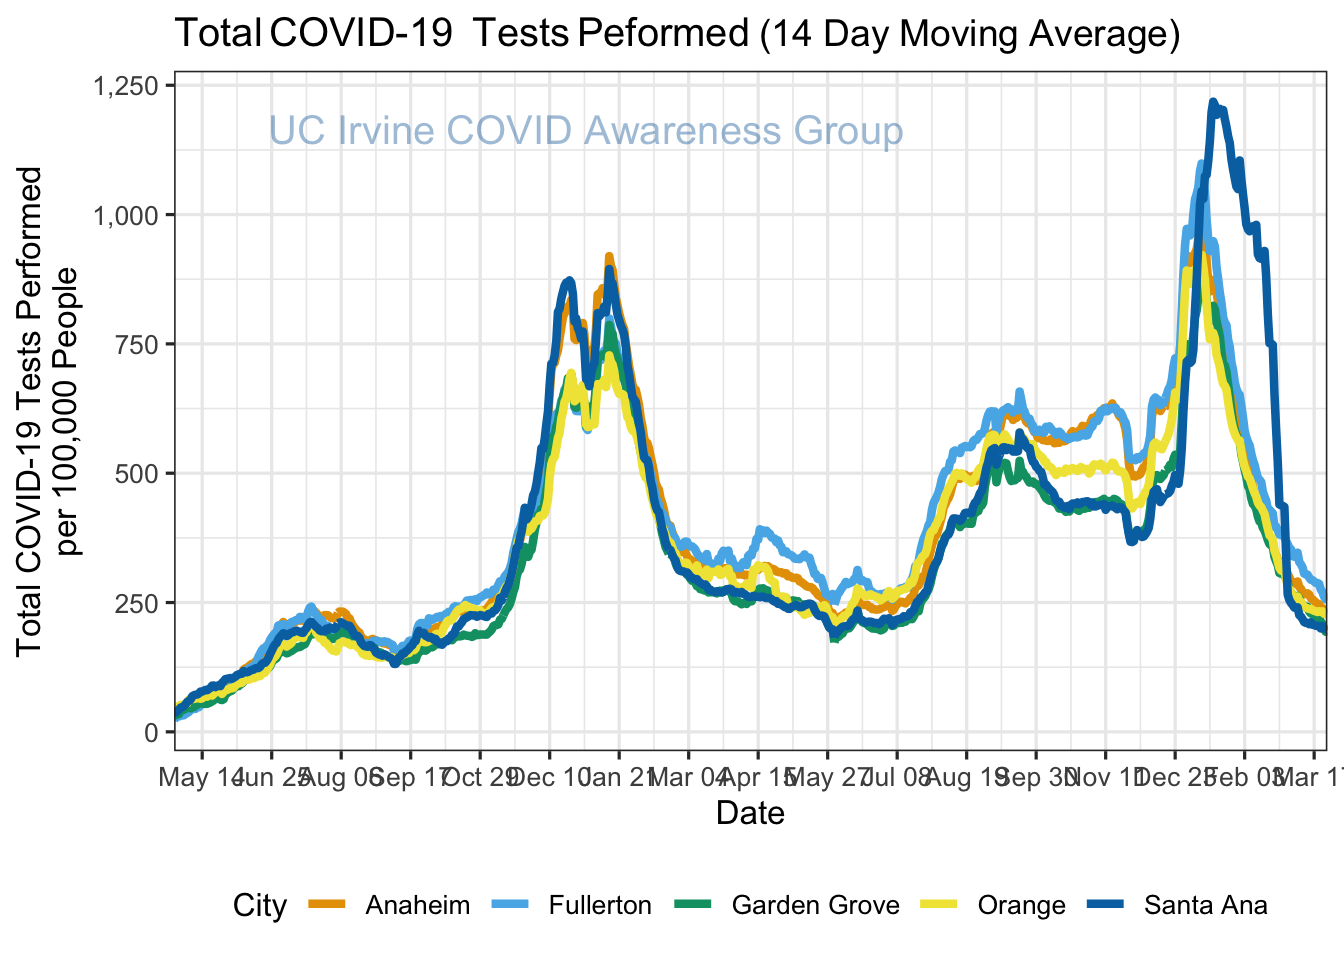 Total COVID-19 Tests Peformed (14 Day Moving Average)
UC Irvine COVID Awareness Group
Total COVID-19 Tests Performed
per 100,000 People
1,250
1,000
750
500
250
0
May 14 Jun 25 Aug 06 Sep 17 Oct 29 Dec 10 Jan 21 Mar 04 Apr 15 May 27 Jul 08 Aug 19 Sep 30 Nov 11 Dec 23 Feb 03 Mar 17
Date
City Anaheim Fullerton Garden Grove Orange Santa Ana